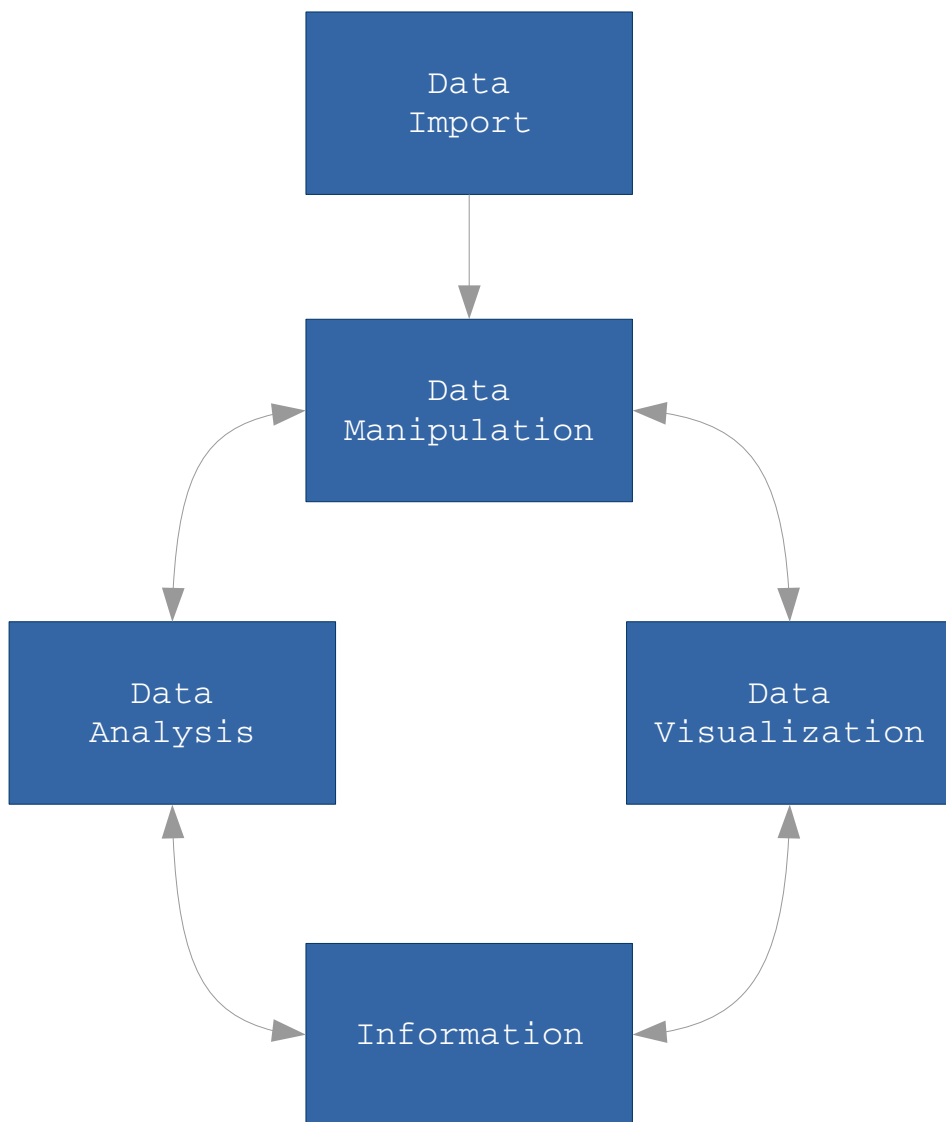 Data
Import
Data
Manipulation
Data
Analysis
Data
Visualization
Information